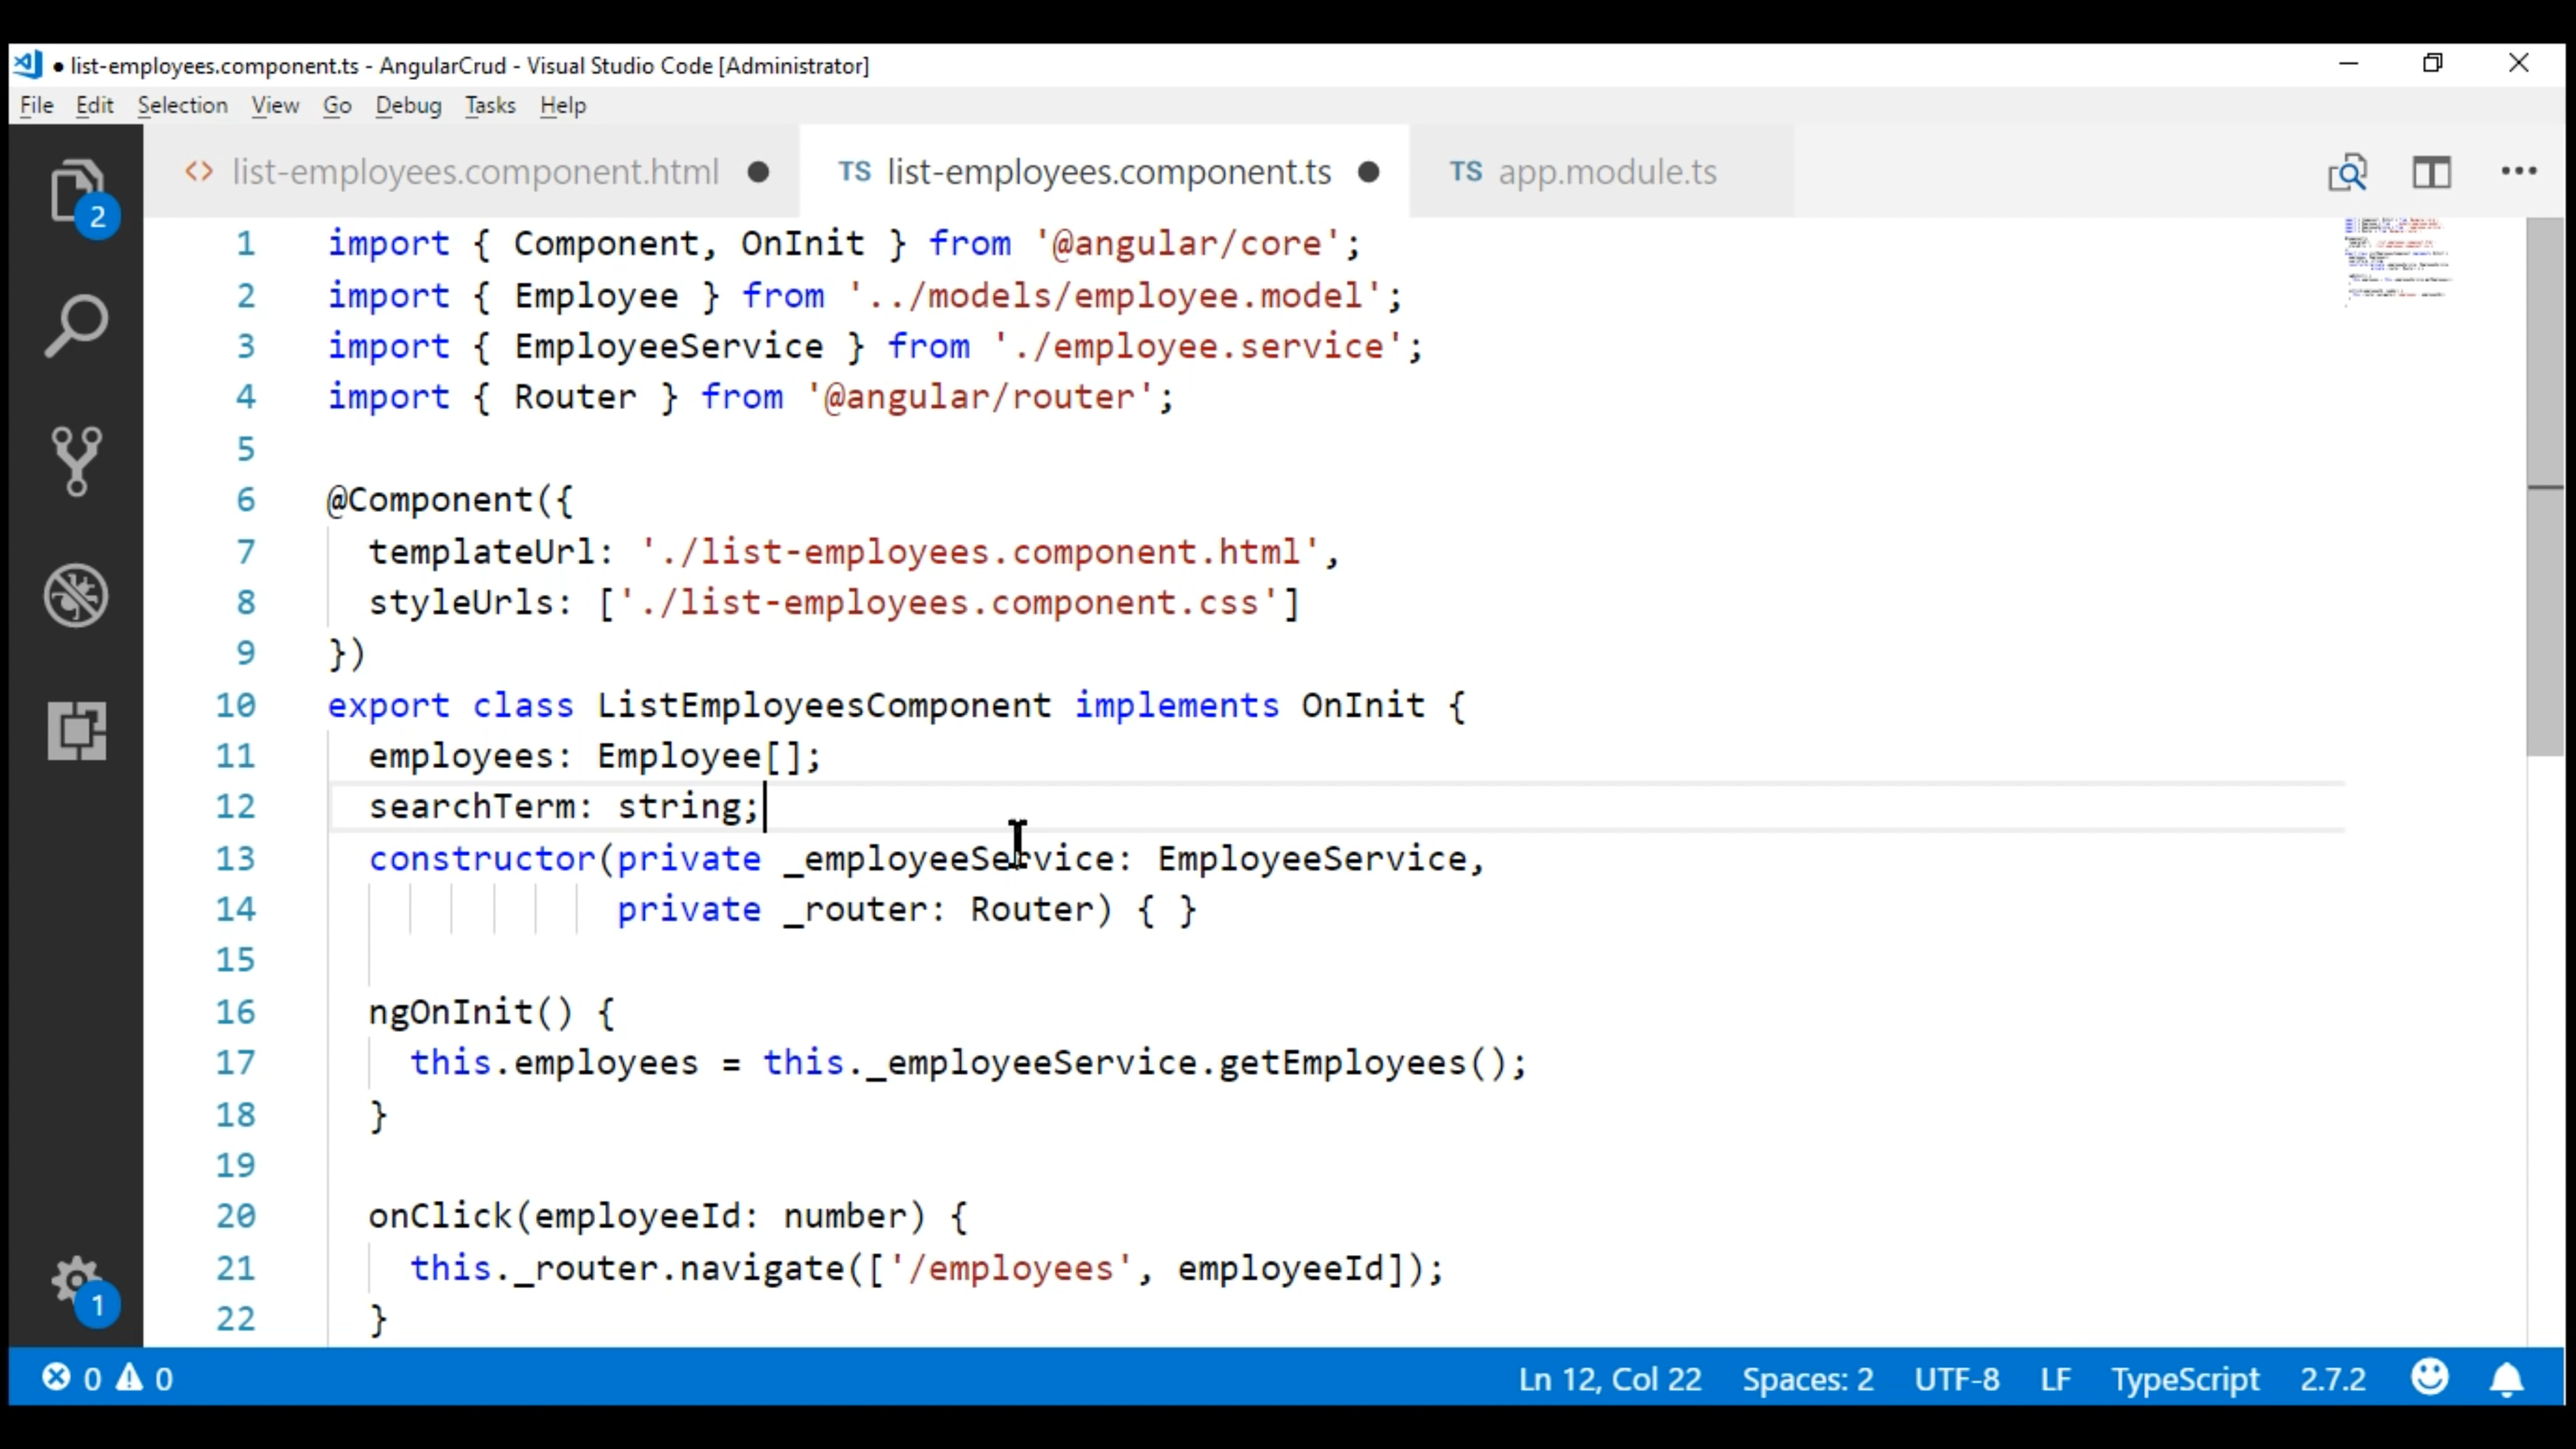 ● list-employees.component.ts - AngularCrud - Visual Studio Code [Administrator]
File Edit Selection View Go Debug Tasks Help
<> list-employees.component.html ● TS list-employees.component.ts ● TS app.module.ts
2
1 import { Component, OnInit } from '@angular/core';
2 import { Employee } from '../models/employee.model';
3 import { EmployeeService } from './employee.service';
4 import { Router } from '@angular/router';
5
6 @Component({
7   templateUrl: './list-employees.component.html',
8   styleUrls: ['./list-employees.component.css']
9 })
10 export class ListEmployeesComponent implements OnInit {
11   employees: Employee[];
12   searchTerm: string;
13   constructor(private _employeeService: EmployeeService,
14               private _router: Router) { }
15
16   ngOnInit() {
17     this.employees = this._employeeService.getEmployees();
18   }
19
20   onClick(employeeId: number) {
21     this._router.navigate(['/employees', employeeId]);
22   }
1
0 0 Ln 12, Col 22 Spaces: 2 UTF-8 LF TypeScript 2.7.2